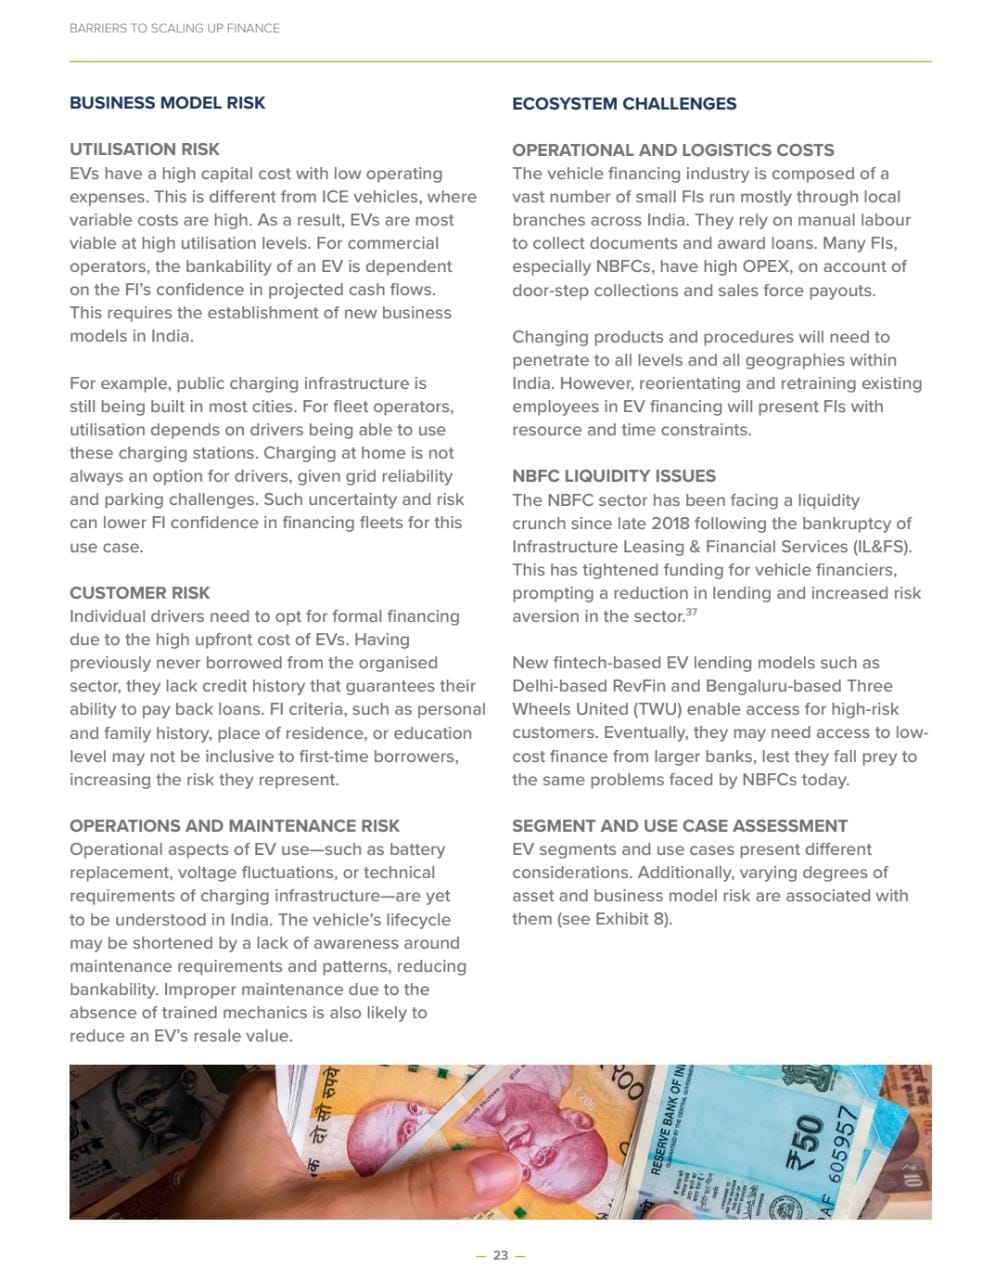 BARRIERS TO SCALING UP FINANCE
BUSINESS MODEL RISK
UTILISATION RISK
EVs have a high capital cost with low operating
expenses. This is different from ICE vehicles, where
variable costs are high. As a result, EVs are most
viable at high utilisation levels. For commercial
operators, the bankability of an EV is dependent
on the FI's confidence in projected cash flows.
This requires the establishment of new business
models in India.
For example, public charging infrastructure is
still being built in most cities. For fleet operators,
utilisation depends on drivers being able to use
these charging stations. Charging at home is not
always an option for drivers, given grid reliability
and parking challenges. Such uncertainty and risk
can lower FI confidence in financing fleets for this
use case.
CUSTOMER RISK
Individual drivers need to opt for formal financing
due to the high upfront cost of EVs. Having
previously never borrowed from the organised
sector, they lack credit history that guarantees their
ability to pay back loans. FI criteria, such as personal
and family history, place of residence, or education
level may not be inclusive to first-time borrowers,
increasing the risk they represent.
OPERATIONS AND MAINTENANCE RISK
Operational aspects of EV use—such as battery
replacement, voltage fluctuations, or technical
requirements of charging infrastructure—are yet
to be understood in India. The vehicle's lifecycle
may be shortened by a lack of awareness around
maintenance requirements and patterns, reducing
bankability. Improper maintenance due to the
absence of trained mechanics is also likely to
reduce an EV's resale value.
ECOSYSTEM CHALLENGES
OPERATIONAL AND LOGISTICS COSTS
The vehicle financing industry is composed of a
vast number of small FIs run mostly through local
branches across India. They rely on manual labour
to collect documents and award loans. Many FIs,
especially NBFCs, have high OPEX, on account of
door-step collections and sales force payouts.
Changing products and procedures will need to
penetrate to all levels and all geographies within
India. However, reorientating and retraining existing
employees in EV financing will present FIs with
resource and time constraints.
NBFC LIQUIDITY ISSUES
The NBFC sector has been facing a liquidity
crunch since late 2018 following the bankruptcy of
Infrastructure Leasing & Financial Services (IL&FS).
This has tightened funding for vehicle financiers,
prompting a reduction in lending and increased risk
aversion in the sector.³⁷
New fintech-based EV lending models such as
Delhi-based RevFin and Bengaluru-based Three
Wheels United (TWU) enable access for high-risk
customers. Eventually, they may need access to low-
cost finance from larger banks, lest they fall prey to
the same problems faced by NBFCs today.
SEGMENT AND USE CASE ASSESSMENT
EV segments and use cases present different
considerations. Additionally, varying degrees of
asset and business model risk are associated with
them (see Exhibit 8).
दो सौ रुपये
200
RESERVE BANK OF IN
₹50
605957
— 23 —